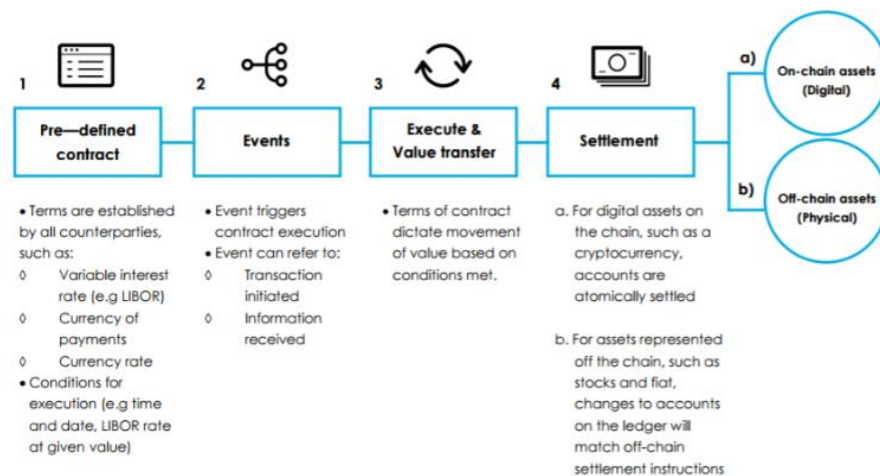 1
Pre—defined
contract
• Terms are established
by all counterparties,
such as:
◊ Variable interest
rate (e.g LIBOR)
◊ Currency of
payments
◊ Currency rate
• Conditions for
execution (e.g time
and date, LIBOR rate
at given value)
2
Events
• Event triggers
contract execution
• Event can refer to:
◊ Transaction
initiated
◊ Information
received
3
Execute &
Value transfer
• Terms of contract
dictate movement
of value based on
conditions met.
4
Settlement
a. For digital assets on
the chain, such as a
cryptocurrency,
accounts are
atomically settled
b. For assets represented
off the chain, such as
stocks and fiat,
changes to accounts
on the ledger will
match off-chain
settlement instructions
a)
On-chain assets
(Digital)
b)
Off-chain assets
(Physical)